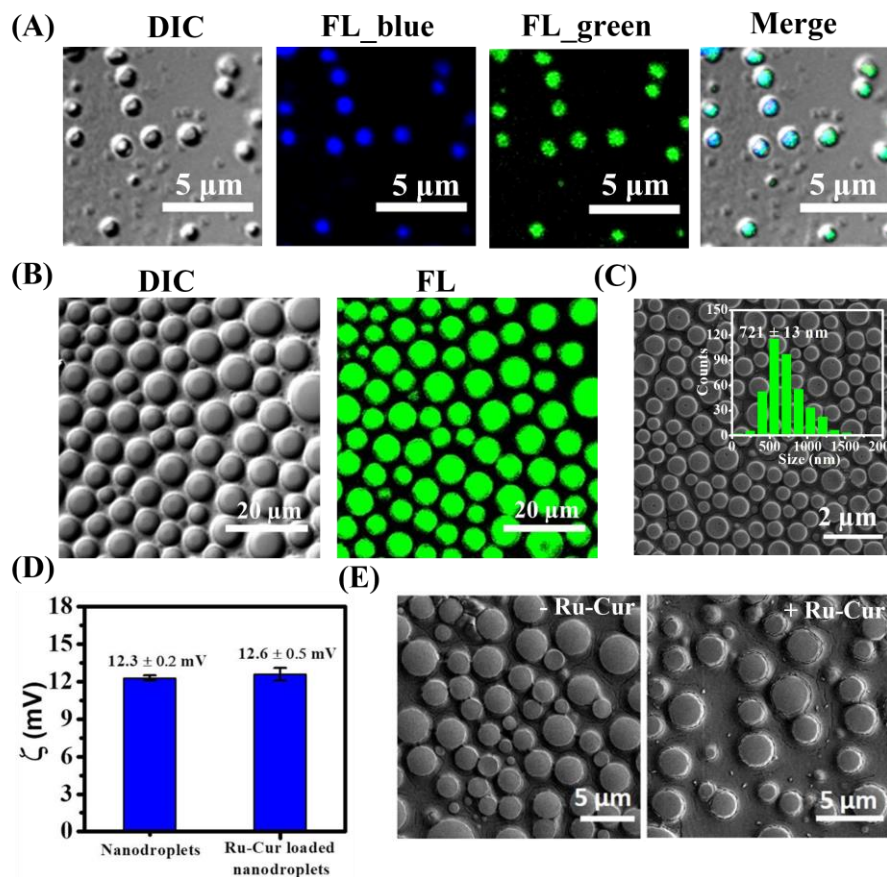 (A)
DIC FL_blue FL_green Merge
5 µm 5 µm 5 µm 5 µm
(B)
DIC FL
20 µm 20 µm
(C)
150
120
90
60
30
0
Counts
721 ± 13 nm
0 500 1000 1500 200
Size (nm)
2 µm
(D)
18
15
12
9
6
3
0
ζ (mV)
12.3 ± 0.2 mV 12.6 ± 0.5 mV
Nanodroplets Ru-Cur loaded
nanodroplets
(E)
- Ru-Cur + Ru-Cur
5 µm 5 µm